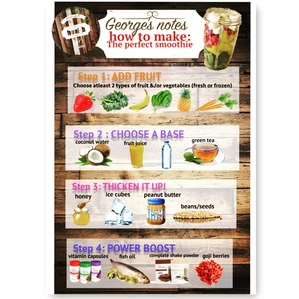 Georges notes
how to make:
The perfect smoothie
Step 1: ADD FRUIT
Choose atleast 2 types of fruit &/or vegetables (fresh or frozen)
Step 2 : CHOOSE A BASE
coconut water fruit juice green tea
Step 3: THICKEN IT UP!
honey ice cubes peanut butter beans/seeds
Step 4: POWER BOOST
vitamin capsules fish oil complete shake powder goji berries